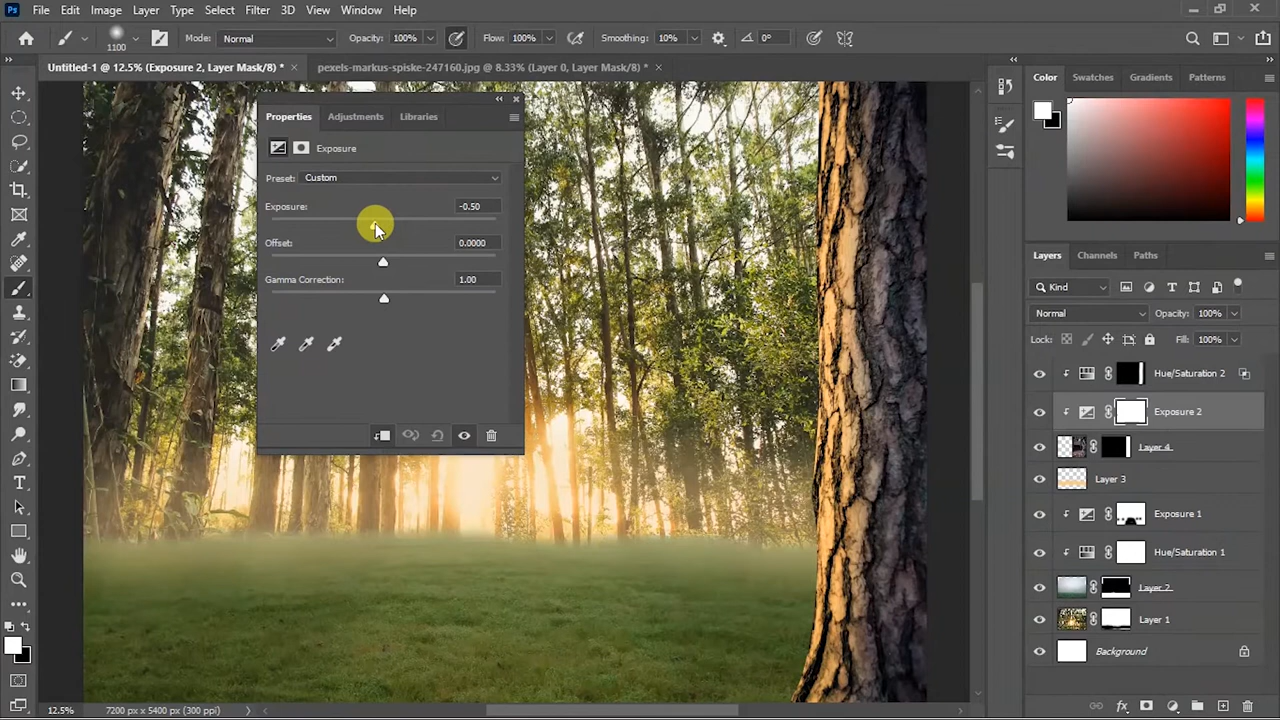 Ps File Edit Image Layer Type Select Filter 3D View Window Help
1100 Mode: Normal Opacity: 100% Flow: 100% Smoothing: 10% 0°
Untitled-1 @ 12.5% (Exposure 2, Layer Mask/8) * × pexels-markus-spiske-247160.jpg @ 8.33% (Layer 0, Layer Mask/8) * ×
Properties Adjustments Libraries
Exposure
Preset: Custom
Exposure: -0.50
Offset: 0.0000
Gamma Correction: 1.00
Color Swatches Gradients Patterns
Layers Channels Paths
Kind
Normal Opacity: 100%
Lock: Fill: 100%
Hue/Saturation 2
Exposure 2
Layer 4
Layer 3
Exposure 1
Hue/Saturation 1
Layer 2
Layer 1
Background
12.5% 7200 px x 5400 px (300 ppi)